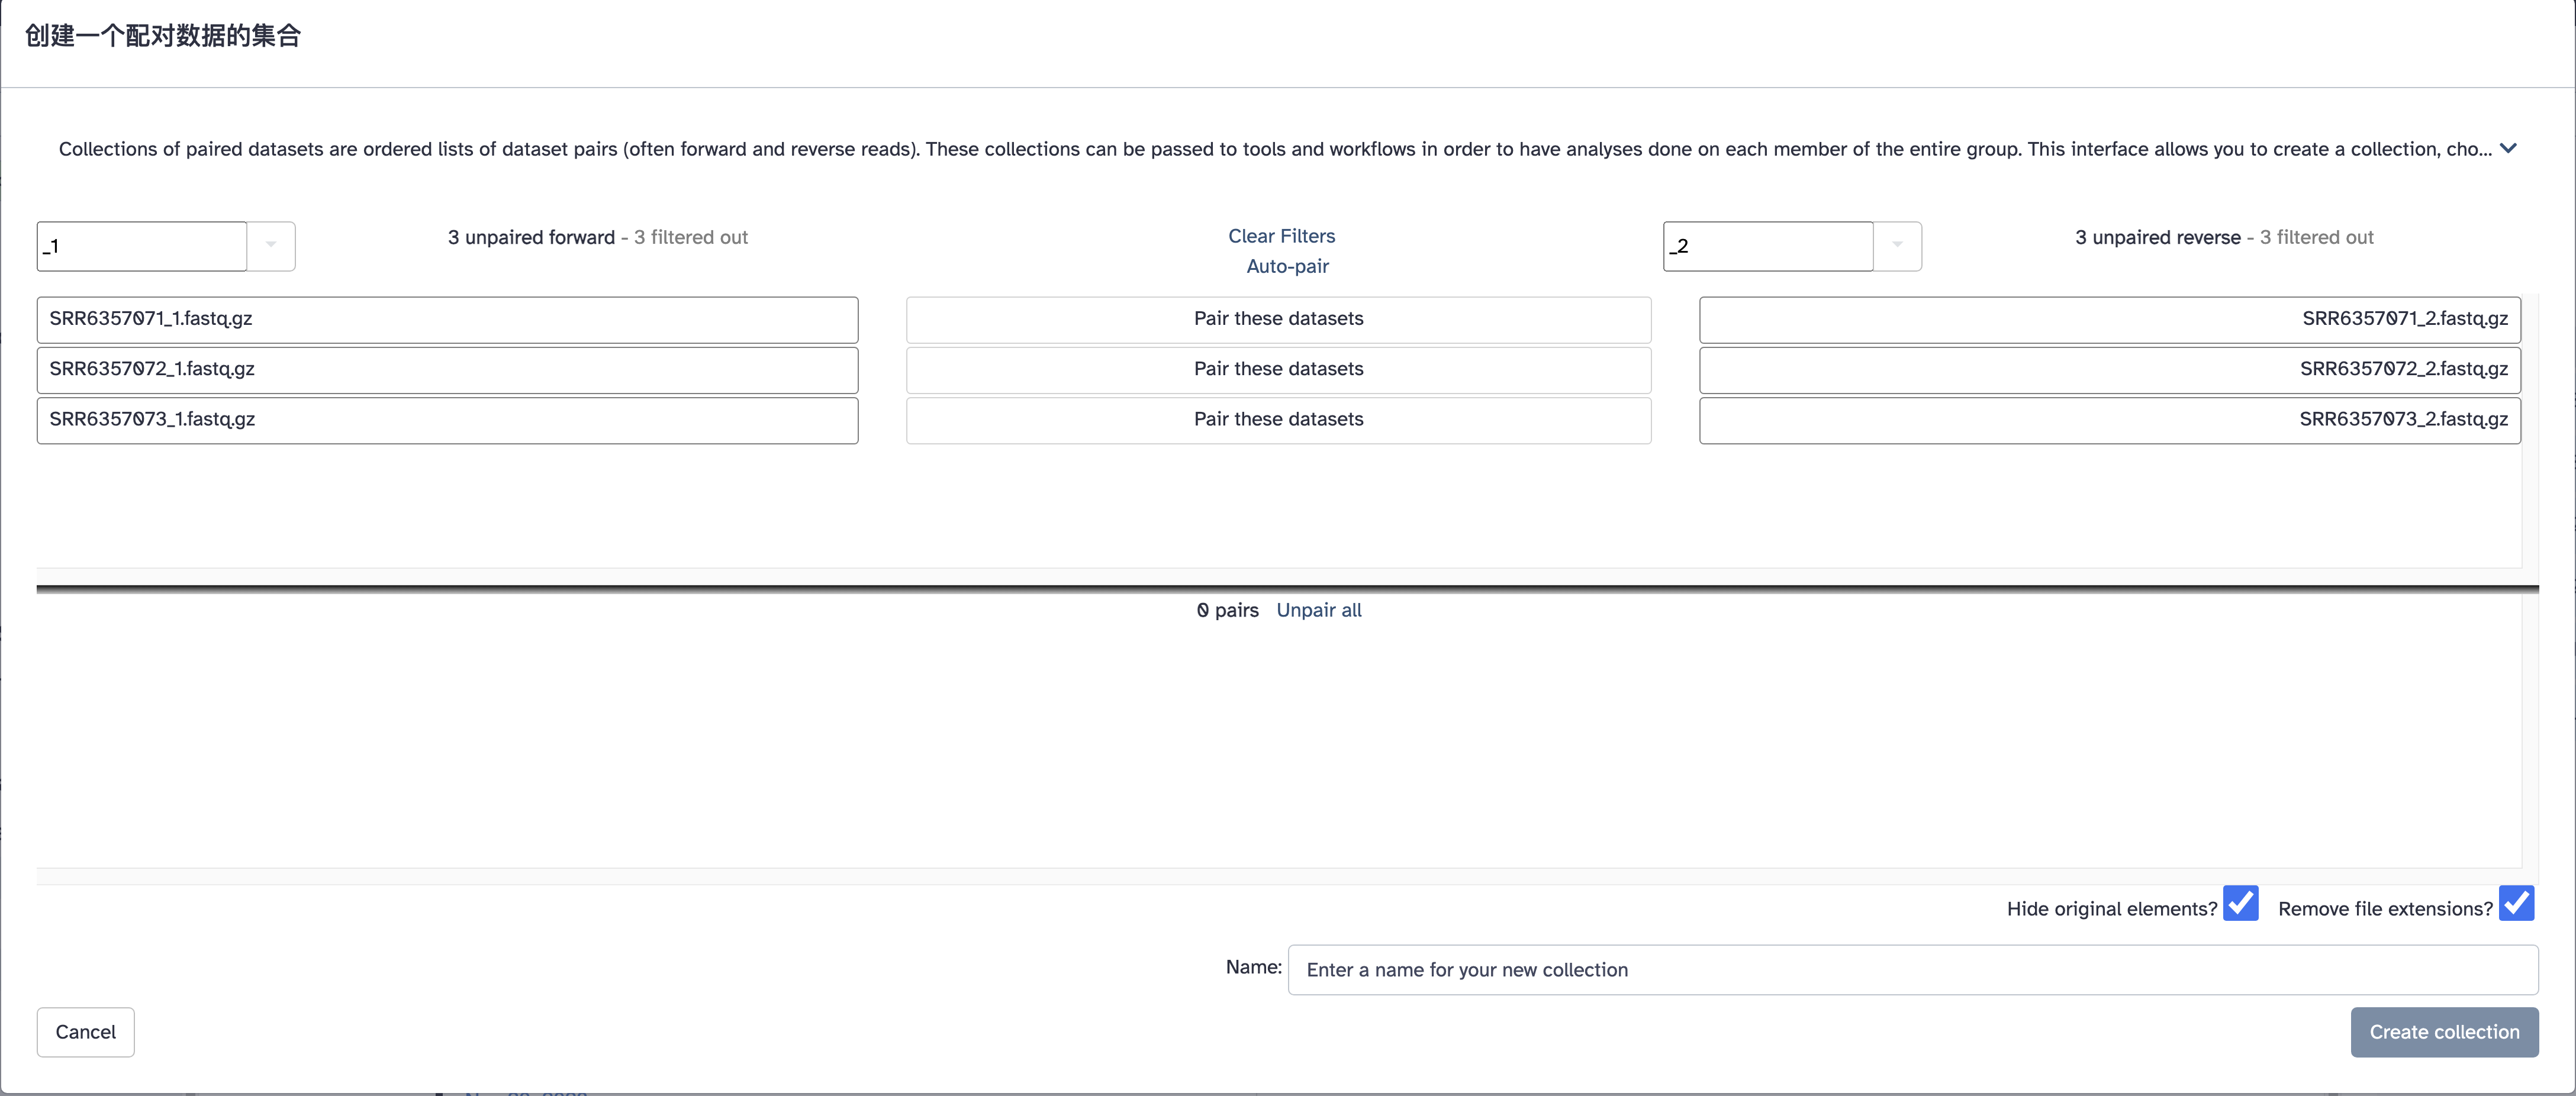 创建一个配对数据的集合
Collections of paired datasets are ordered lists of dataset pairs (often forward and reverse reads). These collections can be passed to tools and workflows in order to have analyses done on each member of the entire group. This interface allows you to create a collection, cho...
_1
3 unpaired forward - 3 filtered out
Clear Filters
Auto-pair
_2
3 unpaired reverse - 3 filtered out
SRR6357071_1.fastq.gz
Pair these datasets
SRR6357071_2.fastq.gz
SRR6357072_1.fastq.gz
Pair these datasets
SRR6357072_2.fastq.gz
SRR6357073_1.fastq.gz
Pair these datasets
SRR6357073_2.fastq.gz
0 pairs Unpair all
Hide original elements? Remove file extensions?
Name: Enter a name for your new collection
Cancel
Create collection